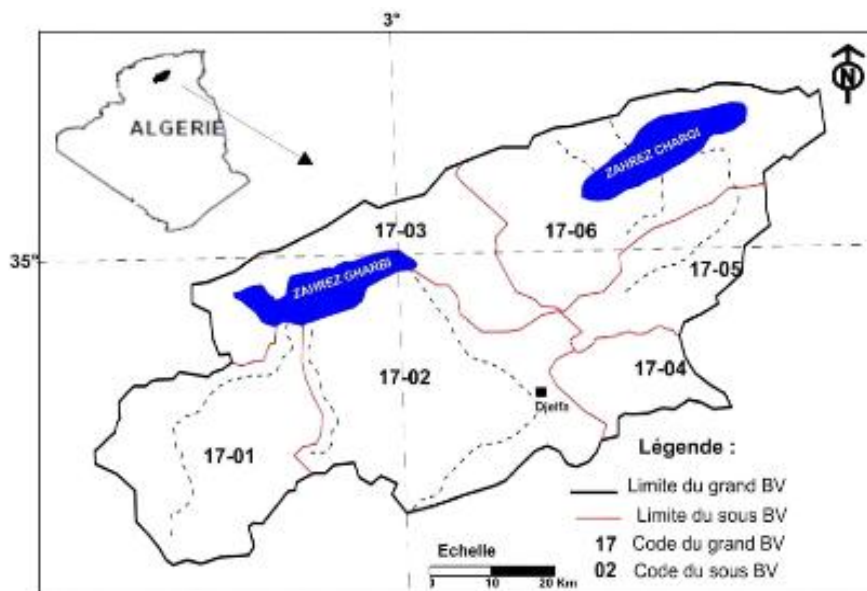 3°
N
ALGERIE
ZAHREZ CHARGI
17-03
17-06
35°
17-05
ZAHREZ GHARBI
17-02
17-04
Djelfa
17-01
Légende :
Limite du grand BV
Limite du sous BV
17 Code du grand BV
02 Code du sous BV
Echelle
0 10 20 Km